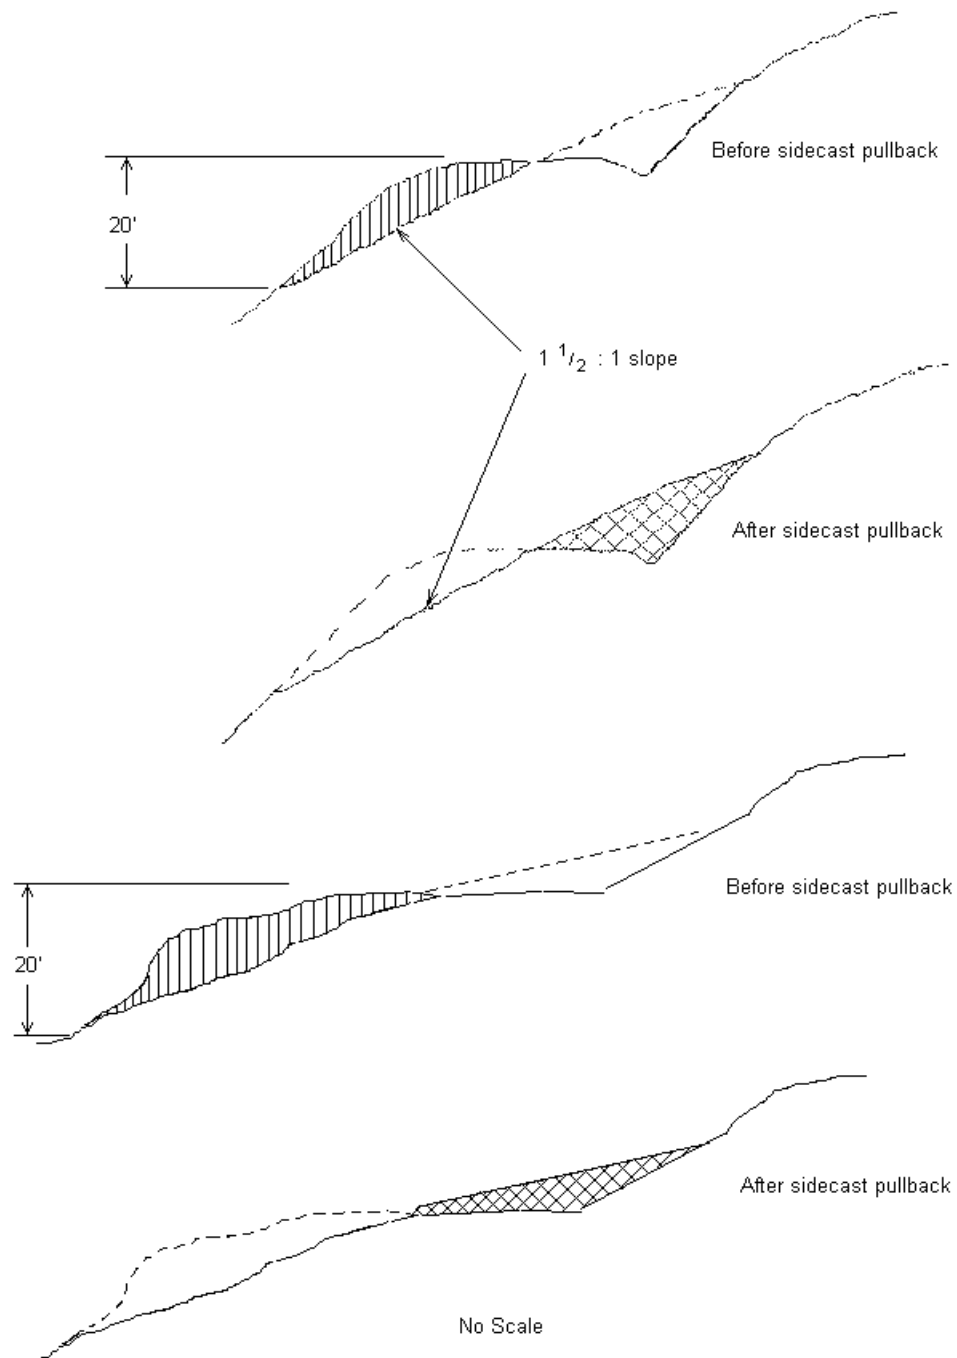 Before sidecast pullback
20'
1 1/2 : 1 slope
After sidecast pullback
Before sidecast pullback
20'
After sidecast pullback
No Scale